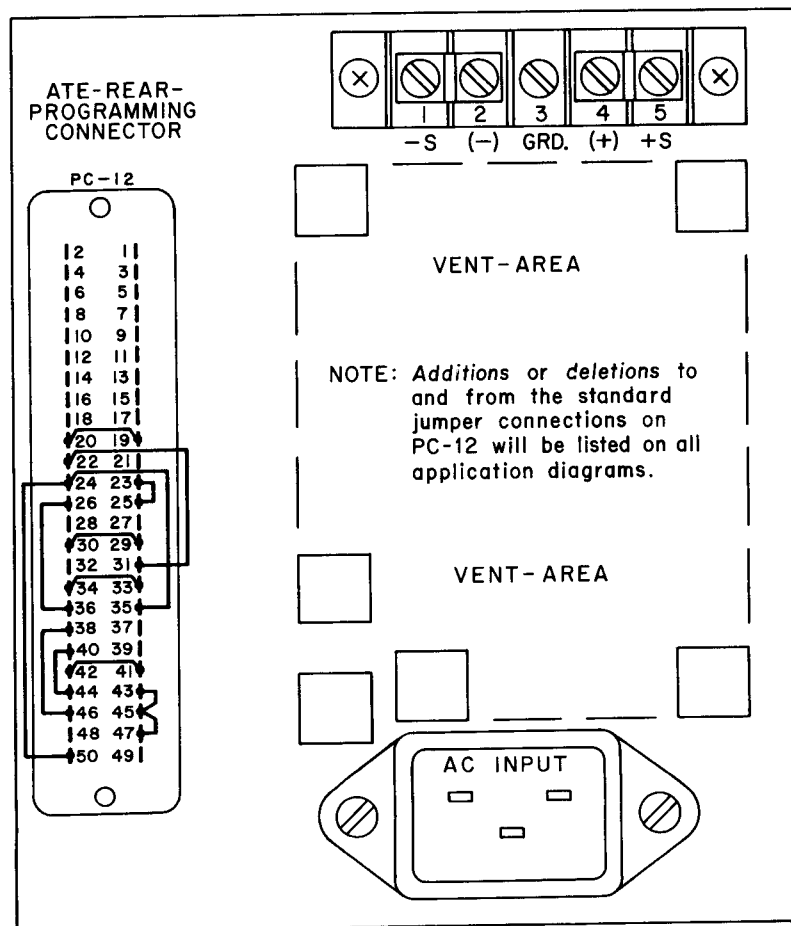 ATE-REAR-
PROGRAMMING
CONNECTOR
PC-12
2 1
4 3
6 5
8 7
10 9
12 11
14 13
16 15
18 17
20 19
22 21
24 23
26 25
28 27
30 29
32 31
34 33
36 35
38 37
40 39
42 41
44 43
46 45
48 47
50 49
1 2 3 4 5
-S (-) GRD. (+) +S
VENT-AREA
NOTE: Additions or deletions to
and from the standard
jumper connections on
PC-12 will be listed on all
application diagrams.
VENT-AREA
AC INPUT